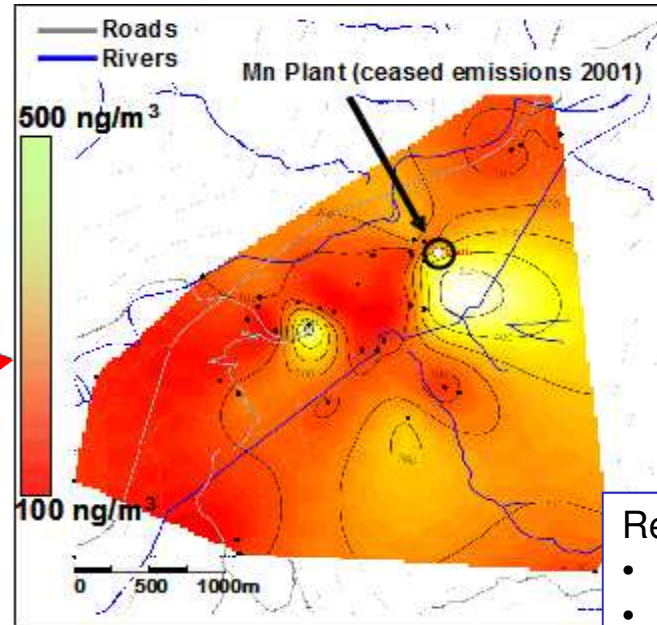 Roads
Rivers
Mn Plant (ceased emissions 2001)
500 ng/m³
100 ng/m³
0 500 1000m
Re
•
•